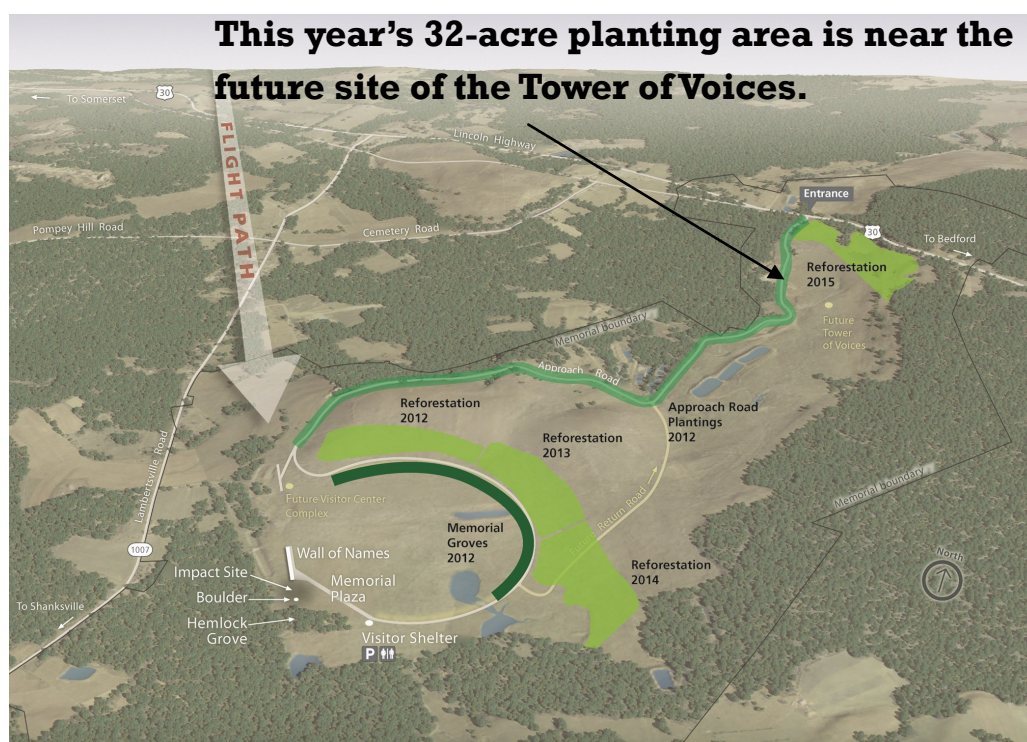 This year's 32-acre planting area is near the
future site of the Tower of Voices.
To Somerset
30
Lincoln Highway
FLIGHT PATH
Entrance
Pompey Hill Road
Cemetery Road
30
To Bedford
Reforestation
2015
Future
Tower
of Voices
Memorial boundary
Approach Road
Reforestation
2012
Approach Road
Plantings
2012
Reforestation
2013
Lambertsville Road
Future Visitor Center
Complex
Return Road
Memorial boundary
Memorial
Groves
2012
1007
Wall of Names
North
Impact Site
Memorial
Plaza
Reforestation
2014
Boulder
To Shanksville
Hemlock
Grove
Visitor Shelter
P